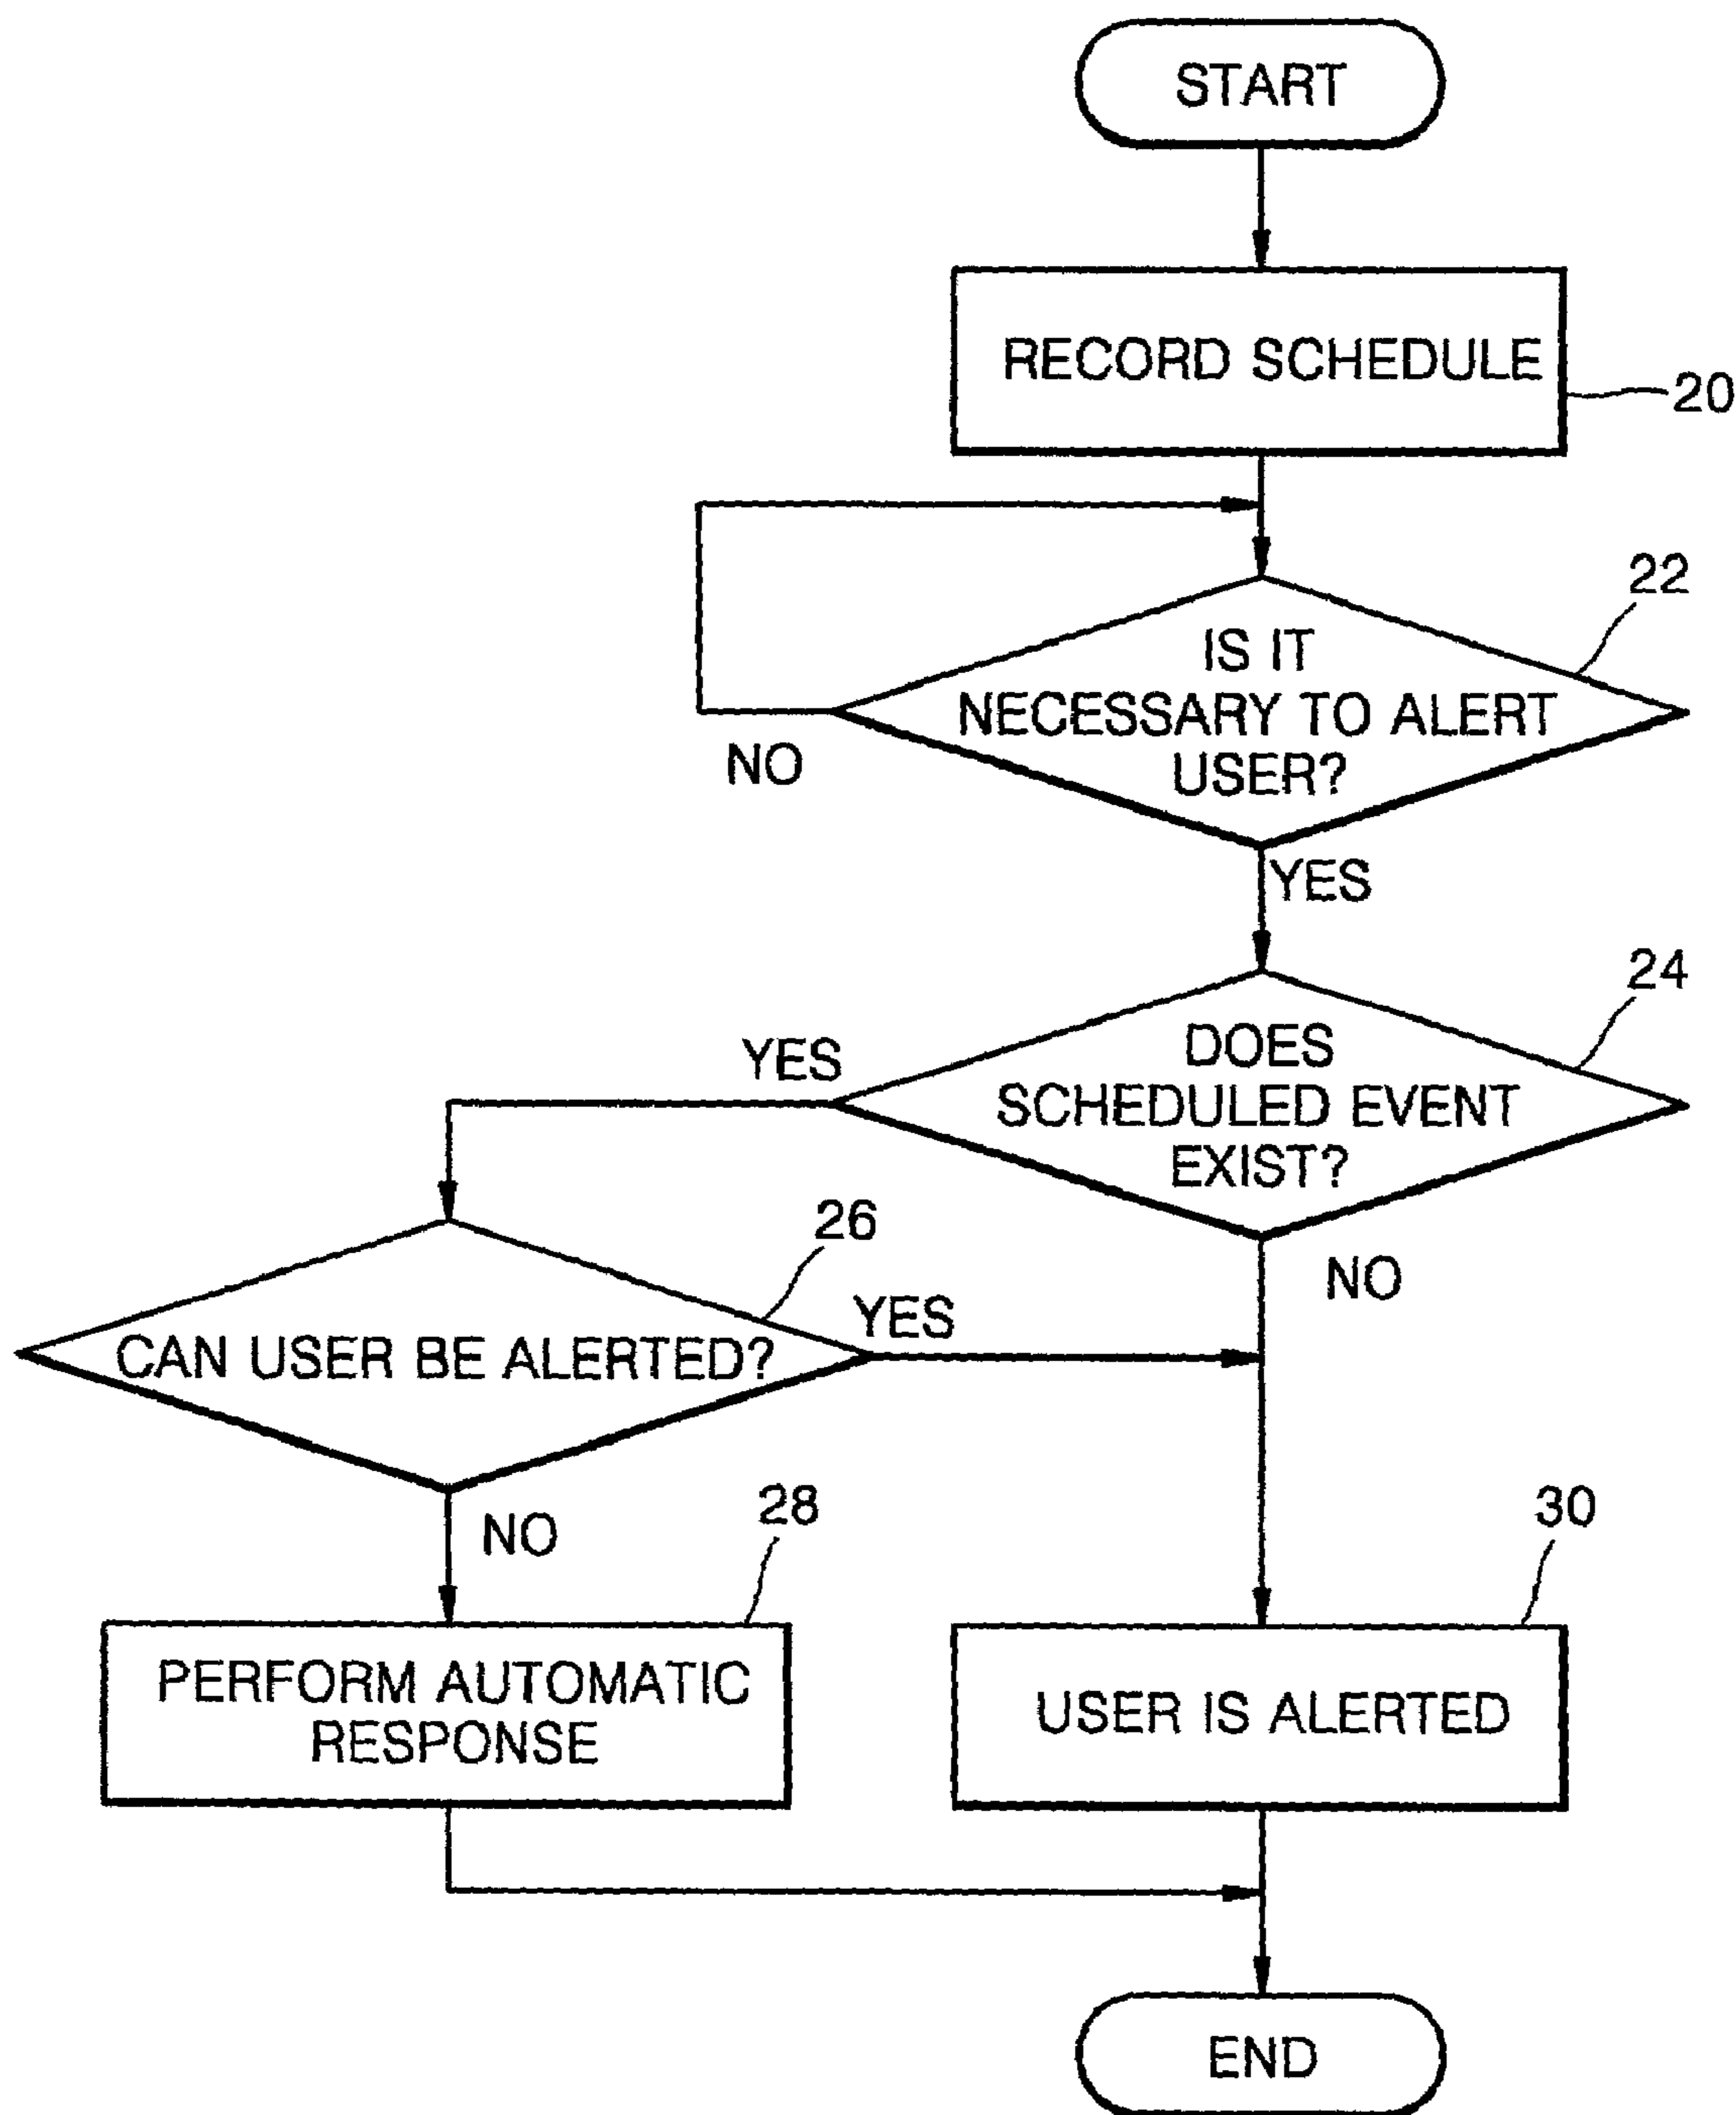 START
RECORD SCHEDULE
20
22
IS IT
NECESSARY TO ALERT
USER?
NO
YES
24
DOES
SCHEDULED EVENT
EXIST?
YES
NO
26
CAN USER BE ALERTED?
YES
NO
28
PERFORM AUTOMATIC
RESPONSE
30
USER IS ALERTED
END